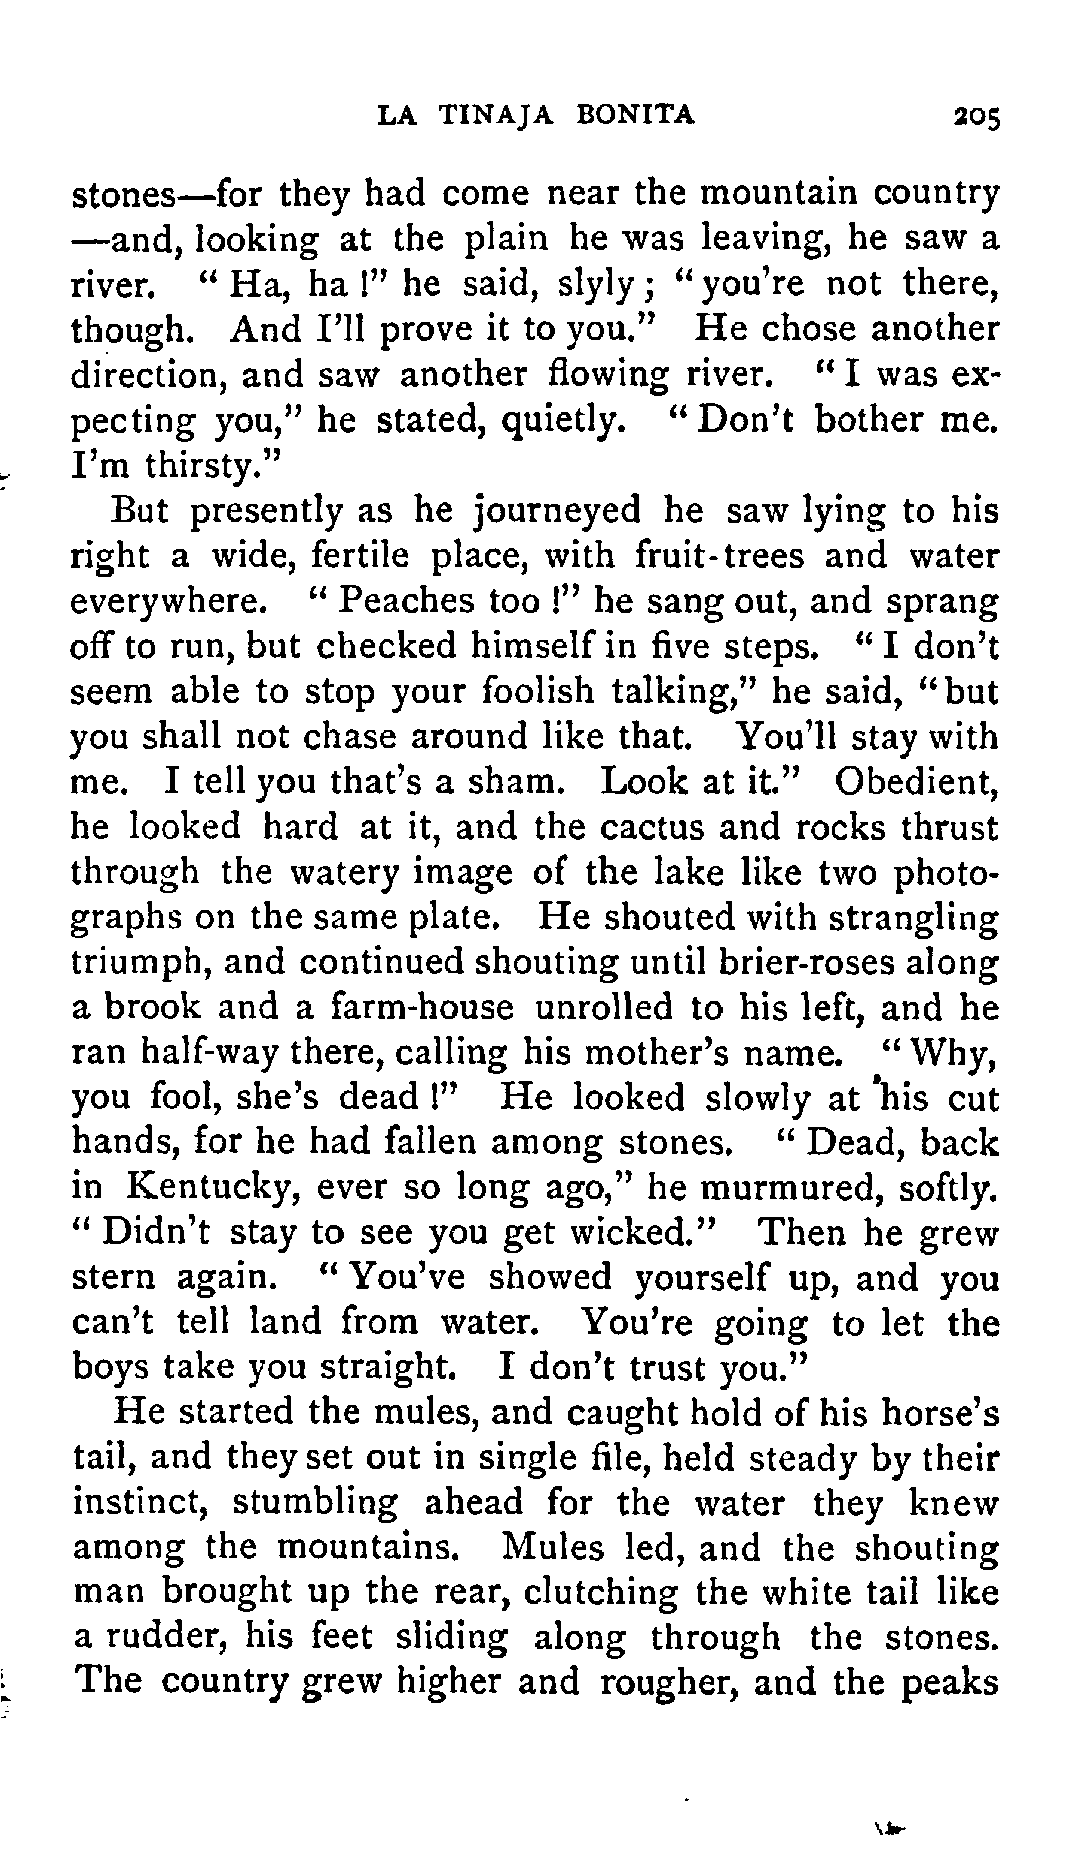 LA TINAJA BONITA 205
stones—for they had come near the mountain country
—and, looking at the plain he was leaving, he saw a
river. “ Ha, ha !” he said, slyly ; “ you’re not there,
though. And I’ll prove it to you.” He chose another
direction, and saw another flowing river. “ I was ex-
pecting you,” he stated, quietly. “ Don’t bother me.
I’m thirsty.”
But presently as he journeyed he saw lying to his
right a wide, fertile place, with fruit-trees and water
everywhere. “ Peaches too !” he sang out, and sprang
off to run, but checked himself in five steps. “ I don’t
seem able to stop your foolish talking,” he said, “ but
you shall not chase around like that. You’ll stay with
me. I tell you that’s a sham. Look at it.” Obedient,
he looked hard at it, and the cactus and rocks thrust
through the watery image of the lake like two photo-
graphs on the same plate. He shouted with strangling
triumph, and continued shouting until brier-roses along
a brook and a farm-house unrolled to his left, and he
ran half-way there, calling his mother’s name. “ Why,
you fool, she’s dead !” He looked slowly at his cut
hands, for he had fallen among stones. “ Dead, back
in Kentucky, ever so long ago,” he murmured, softly.
“ Didn’t stay to see you get wicked.” Then he grew
stern again. “ You’ve showed yourself up, and you
can’t tell land from water. You’re going to let the
boys take you straight. I don’t trust you.”
He started the mules, and caught hold of his horse’s
tail, and they set out in single file, held steady by their
instinct, stumbling ahead for the water they knew
among the mountains. Mules led, and the shouting
man brought up the rear, clutching the white tail like
a rudder, his feet sliding along through the stones.
The country grew higher and rougher, and the peaks